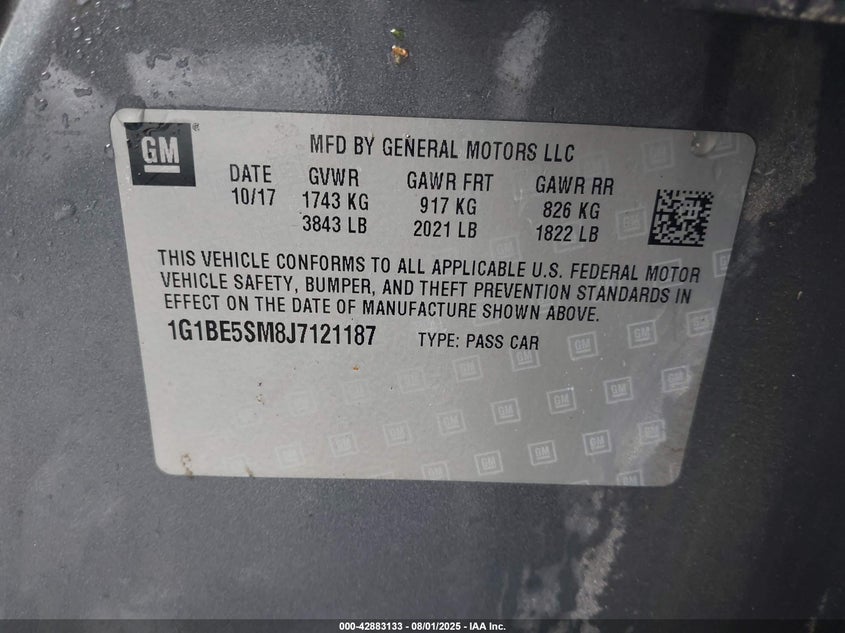 GM
MFD BY GENERAL MOTORS LLC
DATE GVWR GAWR FRT GAWR RR
10/17 1743 KG 917 KG 826 KG
3843 LB 2021 LB 1822 LB
THIS VEHICLE CONFORMS TO ALL APPLICABLE U.S. FEDERAL MOTOR
VEHICLE SAFETY, BUMPER, AND THEFT PREVENTION STANDARDS IN
EFFECT ON THE DATE OF MANUFACTURE SHOWN ABOVE.
1G1BE5SM8J7121187 TYPE: PASS CAR
000-42883133 - 08/01/2025 - IAA Inc.